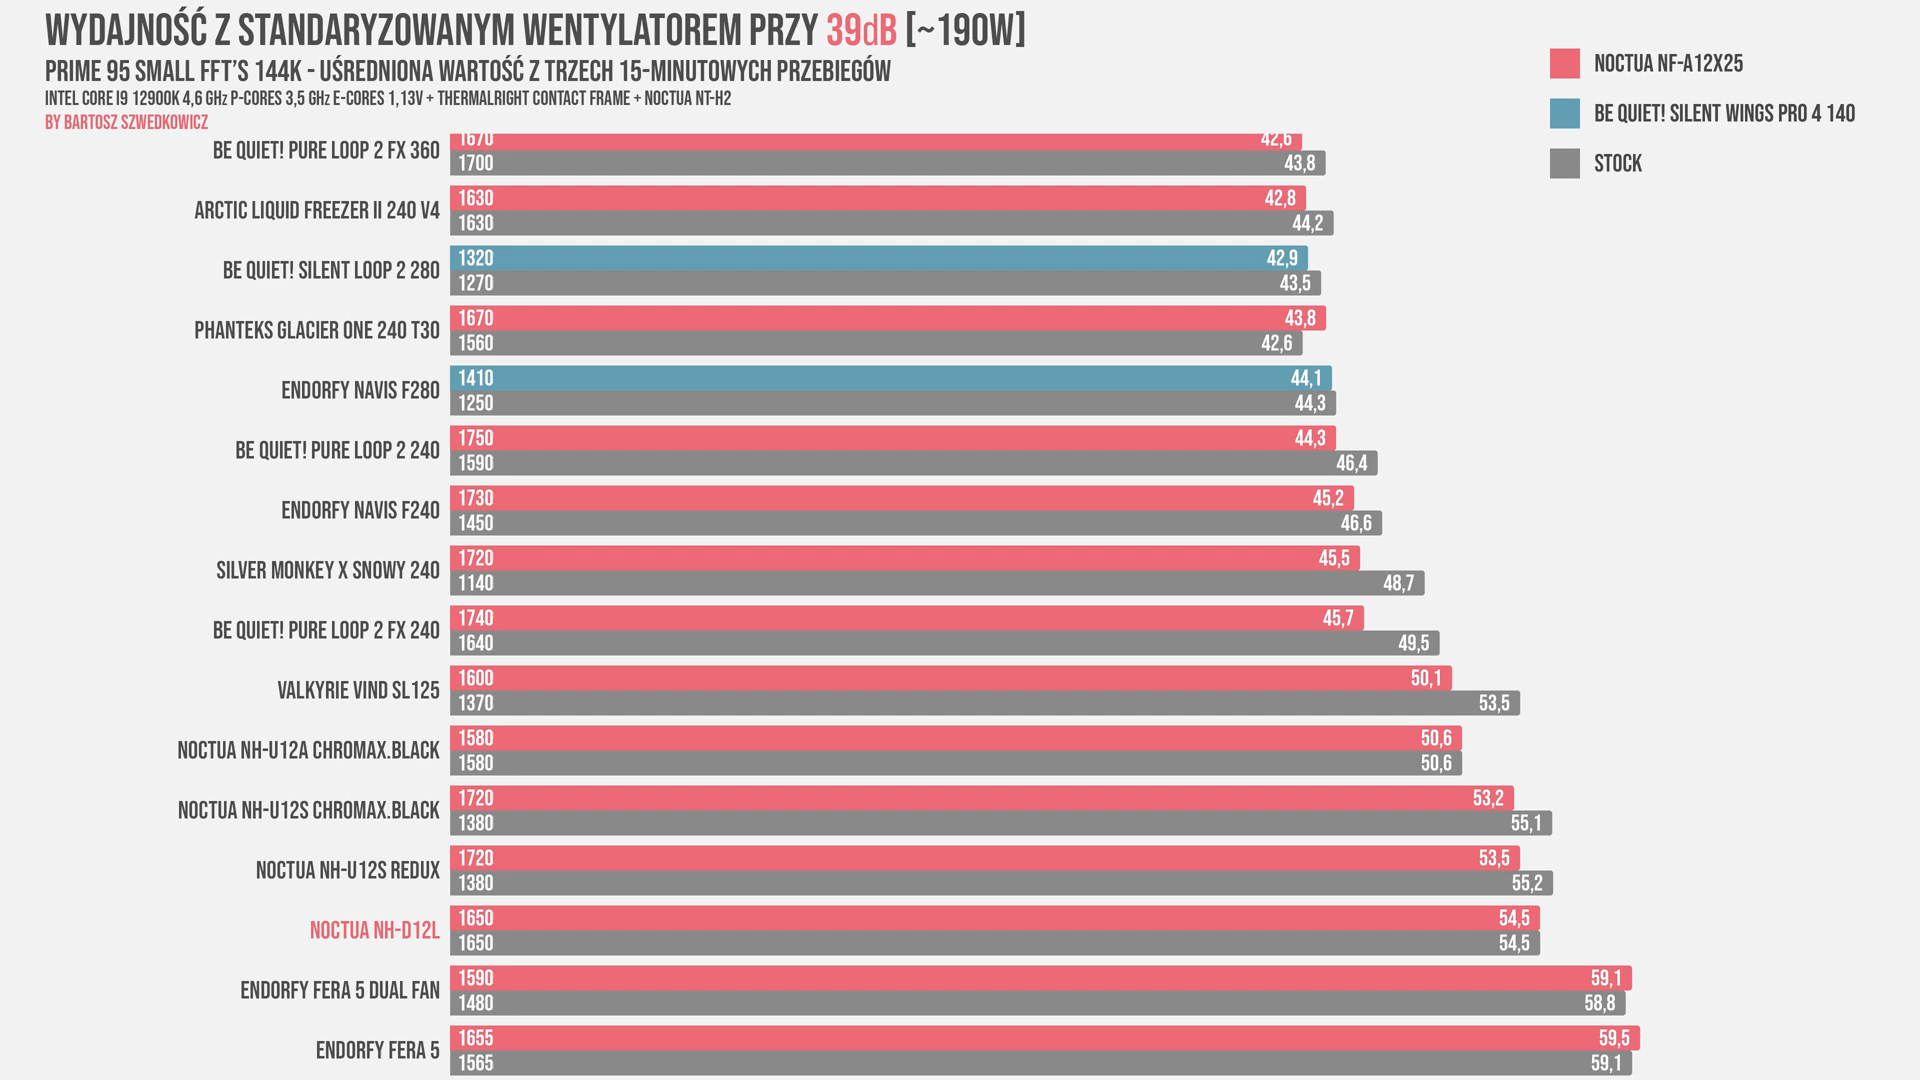 WYDAJNOŚĆ Z STANDARYZOWANYM WENTYLATOREM PRZY 39dB [~190W]
PRIME 95 SMALL FFT'S 144K - UŚREDNIONA WARTOŚĆ Z TRZECH 15-MINUTOWYCH PRZEBIEGÓW
INTEL CORE I9 12900K 4,6 GHz P-CORES 3,5 GHz E-CORES 1,13V + THERMALRIGHT CONTACT FRAME + NOCTUA NT-H2
BY BARTOSZ SZWEDKOWICZ
NOCTUA NF-A12X25
BE QUIET! SILENT WINGS PRO 4 140
STOCK
BE QUIET! PURE LOOP 2 FX 360
1670 42,6
1700 43,8
ARCTIC LIQUID FREEZER II 240 V4
1630 42,8
1630 44,2
BE QUIET! SILENT LOOP 2 280
1320 42,9
1270 43,5
PHANTEKS GLACIER ONE 240 T30
1670 43,8
1560 42,6
ENDORFY NAVIS F280
1410 44,1
1250 44,3
BE QUIET! PURE LOOP 2 240
1750 44,3
1590 46,4
ENDORFY NAVIS F240
1730 45,2
1450 46,6
SILVER MONKEY X SNOWY 240
1720 45,5
1140 48,7
BE QUIET! PURE LOOP 2 FX 240
1740 45,7
1640 49,5
VALKYRIE VIND SL125
1600 50,1
1370 53,5
NOCTUA NH-U12A CHROMAX.BLACK
1580 50,6
1580 50,6
NOCTUA NH-U12S CHROMAX.BLACK
1720 53,2
1380 55,1
NOCTUA NH-U12S REDUX
1720 53,5
1380 55,2
NOCTUA NH-D12L
1650 54,5
1650 54,5
ENDORFY FERA 5 DUAL FAN
1590 59,1
1480 58,8
ENDORFY FERA 5
1655 59,5
1565 59,1